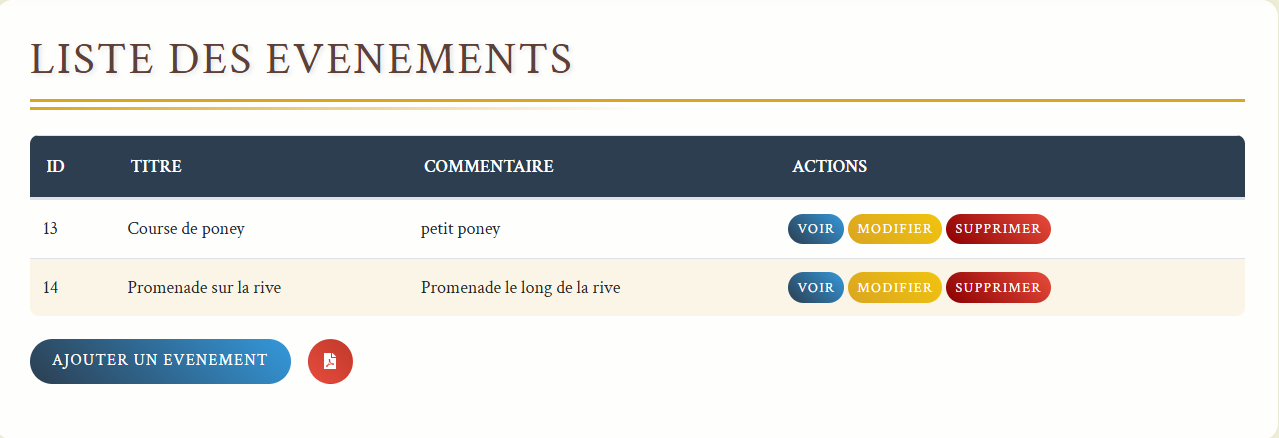 LISTE DES EVENEMENTS
ID TITRE COMMENTAIRE ACTIONS
13 Course de poney petit poney VOIR MODIFIER SUPPRIMER
14 Promenade sur la rive Promenade le long de la rive VOIR MODIFIER SUPPRIMER
AJOUTER UN EVENEMENT